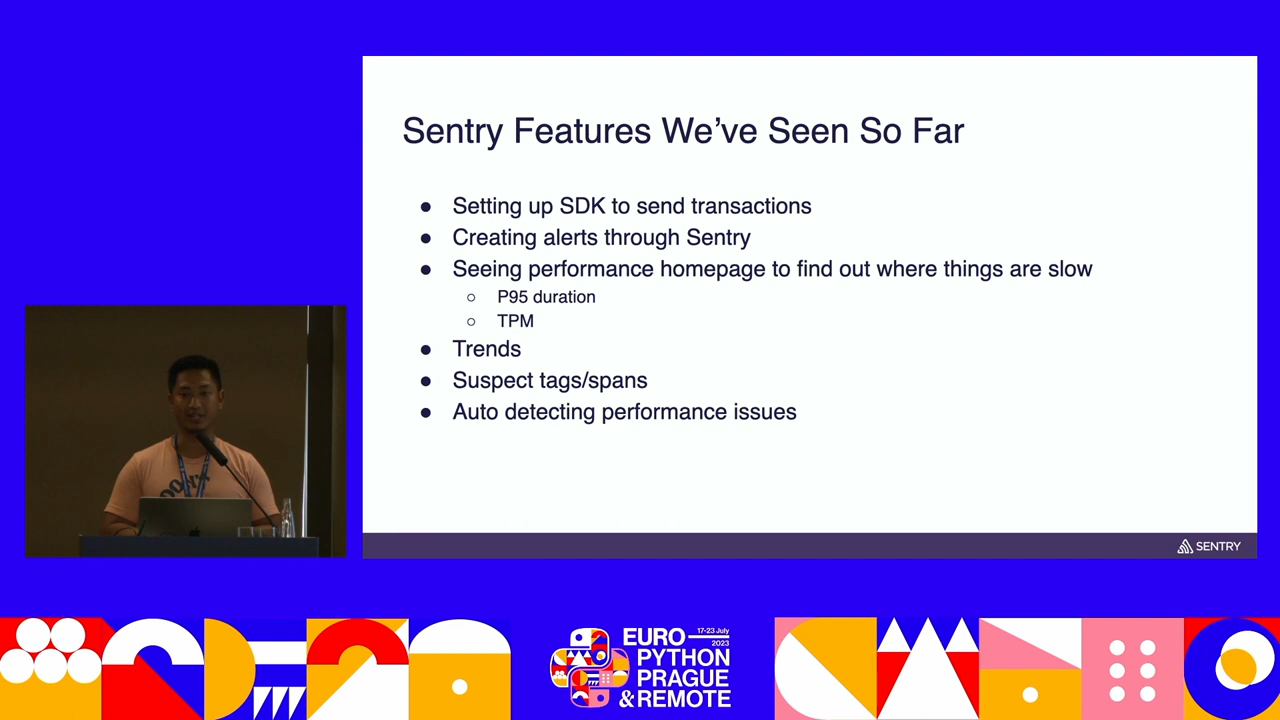 Sentry Features We've Seen So Far
● Setting up SDK to send transactions
● Creating alerts through Sentry
● Seeing performance homepage to find out where things are slow
○ P95 duration
○ TPM
● Trends
● Suspect tags/spans
● Auto detecting performance issues
SENTRY
EURO 17-23 July 2023
PYTHON
PRAGUE
& REMOTE